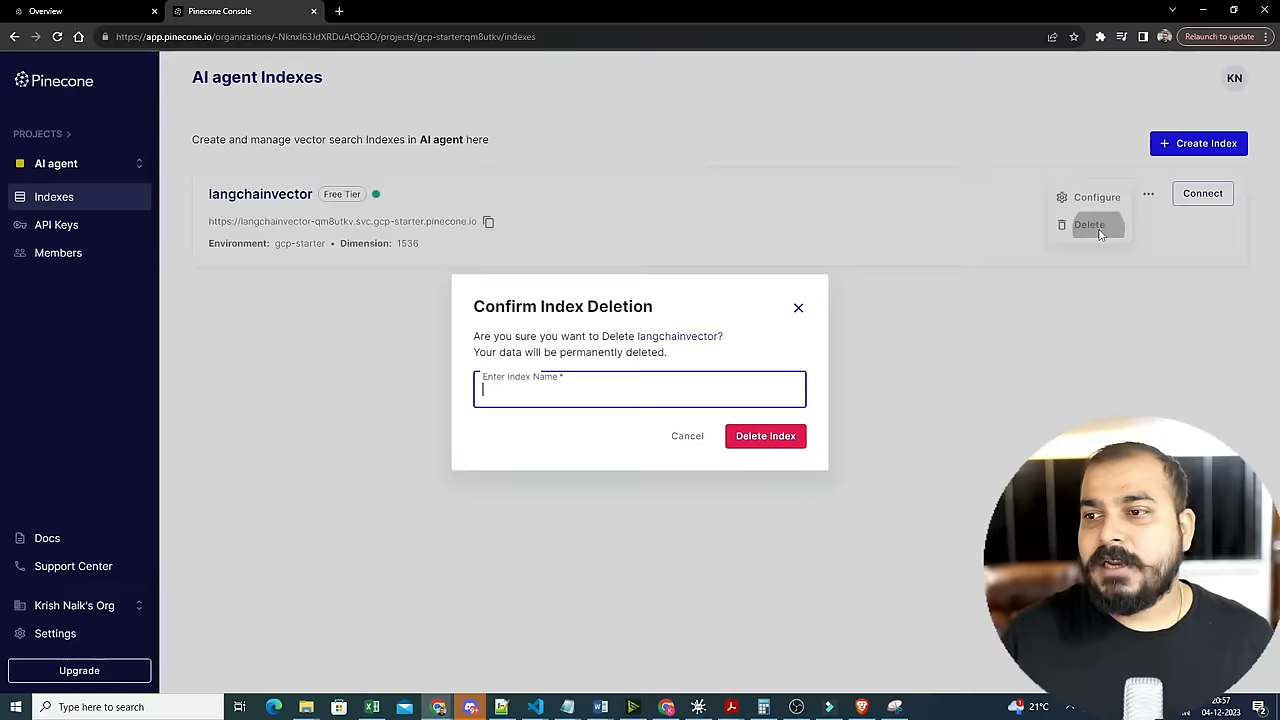 Overview
Pinecone Console
https://app.pinecone.io/organizations/-NknxI63JdXRDuAtQ63O/projects/gcp-starter:qm8utkv/indexes
Relaunch to update
Pinecone
AI agent Indexes
KN
PROJECTS
Create and manage vector search Indexes in AI agent here
Create Index
AI agent
Indexes
langchainvector
Free Tier
Configure
Connect
API Keys
https://langchainvector-qm8utkv.svc.gcp-starter.pinecone.io
Delete
Members
Environment: gcp-starter • Dimension: 1536
Confirm Index Deletion
Are you sure you want to Delete langchainvector?
Your data will be permanently deleted.
Enter Index Name *
Cancel
Delete Index
Docs
Support Center
Krish Naik's Org
Settings
Upgrade
Type here to search
21°C
20:57
04-12-2023